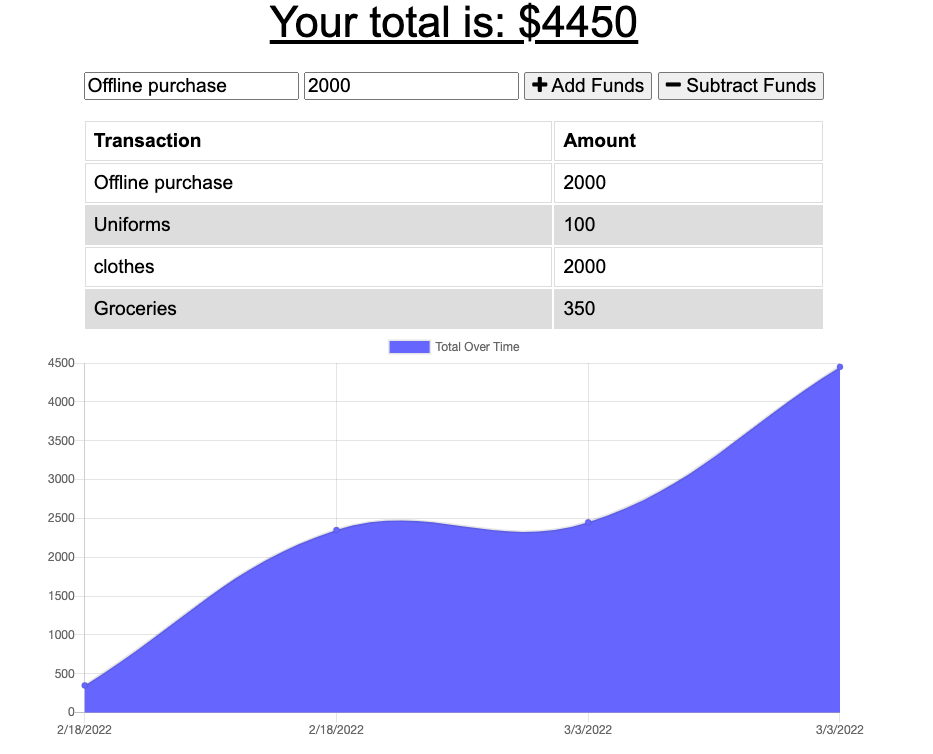 Your total is: $4450
Offline purchase 2000 + Add Funds − Subtract Funds
Transaction Amount
Offline purchase 2000
Uniforms 100
clothes 2000
Groceries 350
Total Over Time
4500
4000
3500
3000
2500
2000
1500
1000
500
0
2/18/2022 2/18/2022 3/3/2022 3/3/2022